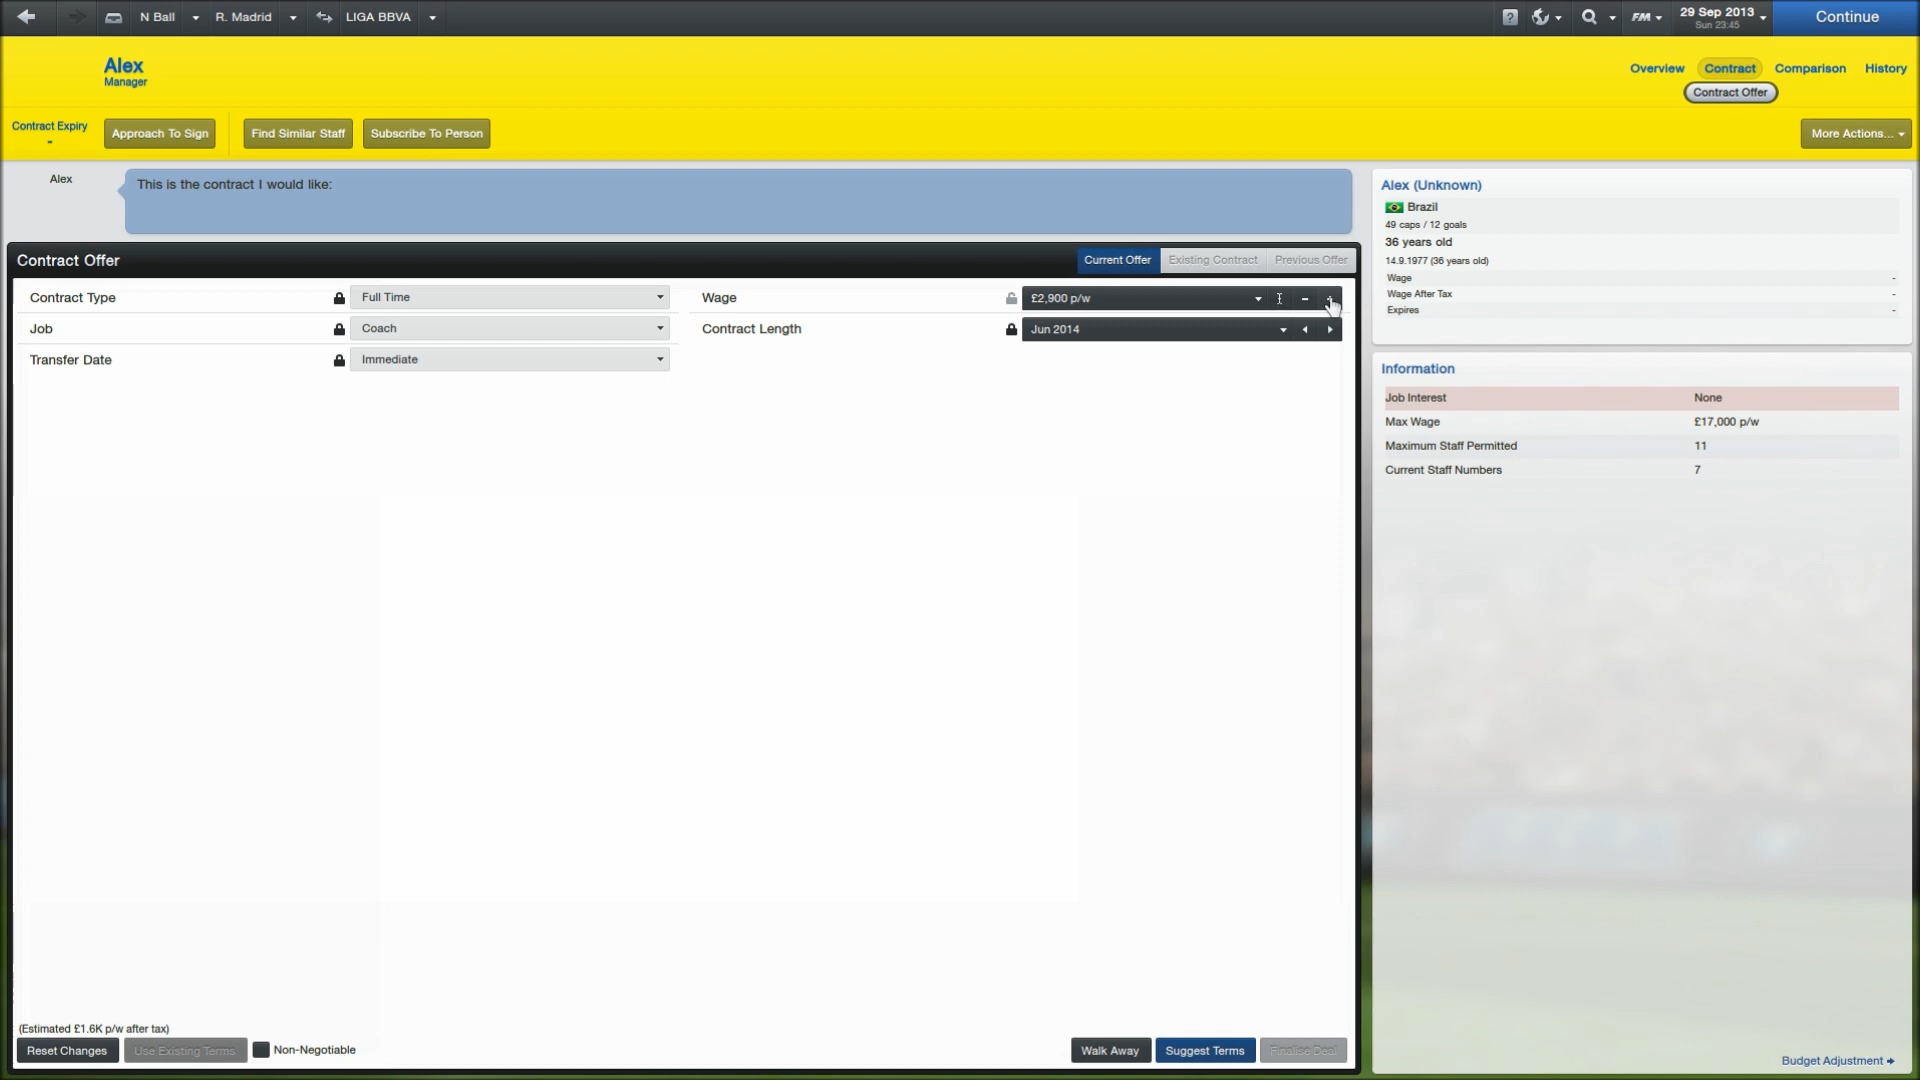 N Ball
R. Madrid
LIGA BBVA
?
FM
29 Sep 2013
Sun 23:45
Continue
Alex
Manager
Overview
Contract
Comparison
History
Contract Offer
Contract Expiry
-
Approach To Sign
Find Similar Staff
Subscribe To Person
More Actions...
Alex
This is the contract I would like:
Contract Offer
Current Offer
Existing Contract
Previous Offer
Contract Type
Full Time
Wage
£2,900 p/w
Job
Coach
Contract Length
Jun 2014
Transfer Date
Immediate
Alex (Unknown)
Brazil
49 caps / 12 goals
36 years old
14.9.1977 (36 years old)
Wage -
Wage After Tax -
Expires -
Information
Job Interest None
Max Wage £17,000 p/w
Maximum Staff Permitted 11
Current Staff Numbers 7
(Estimated £1.6K p/w after tax)
Reset Changes
Use Existing Terms
Non-Negotiable
Walk Away
Suggest Terms
Finalise Deal
Budget Adjustment